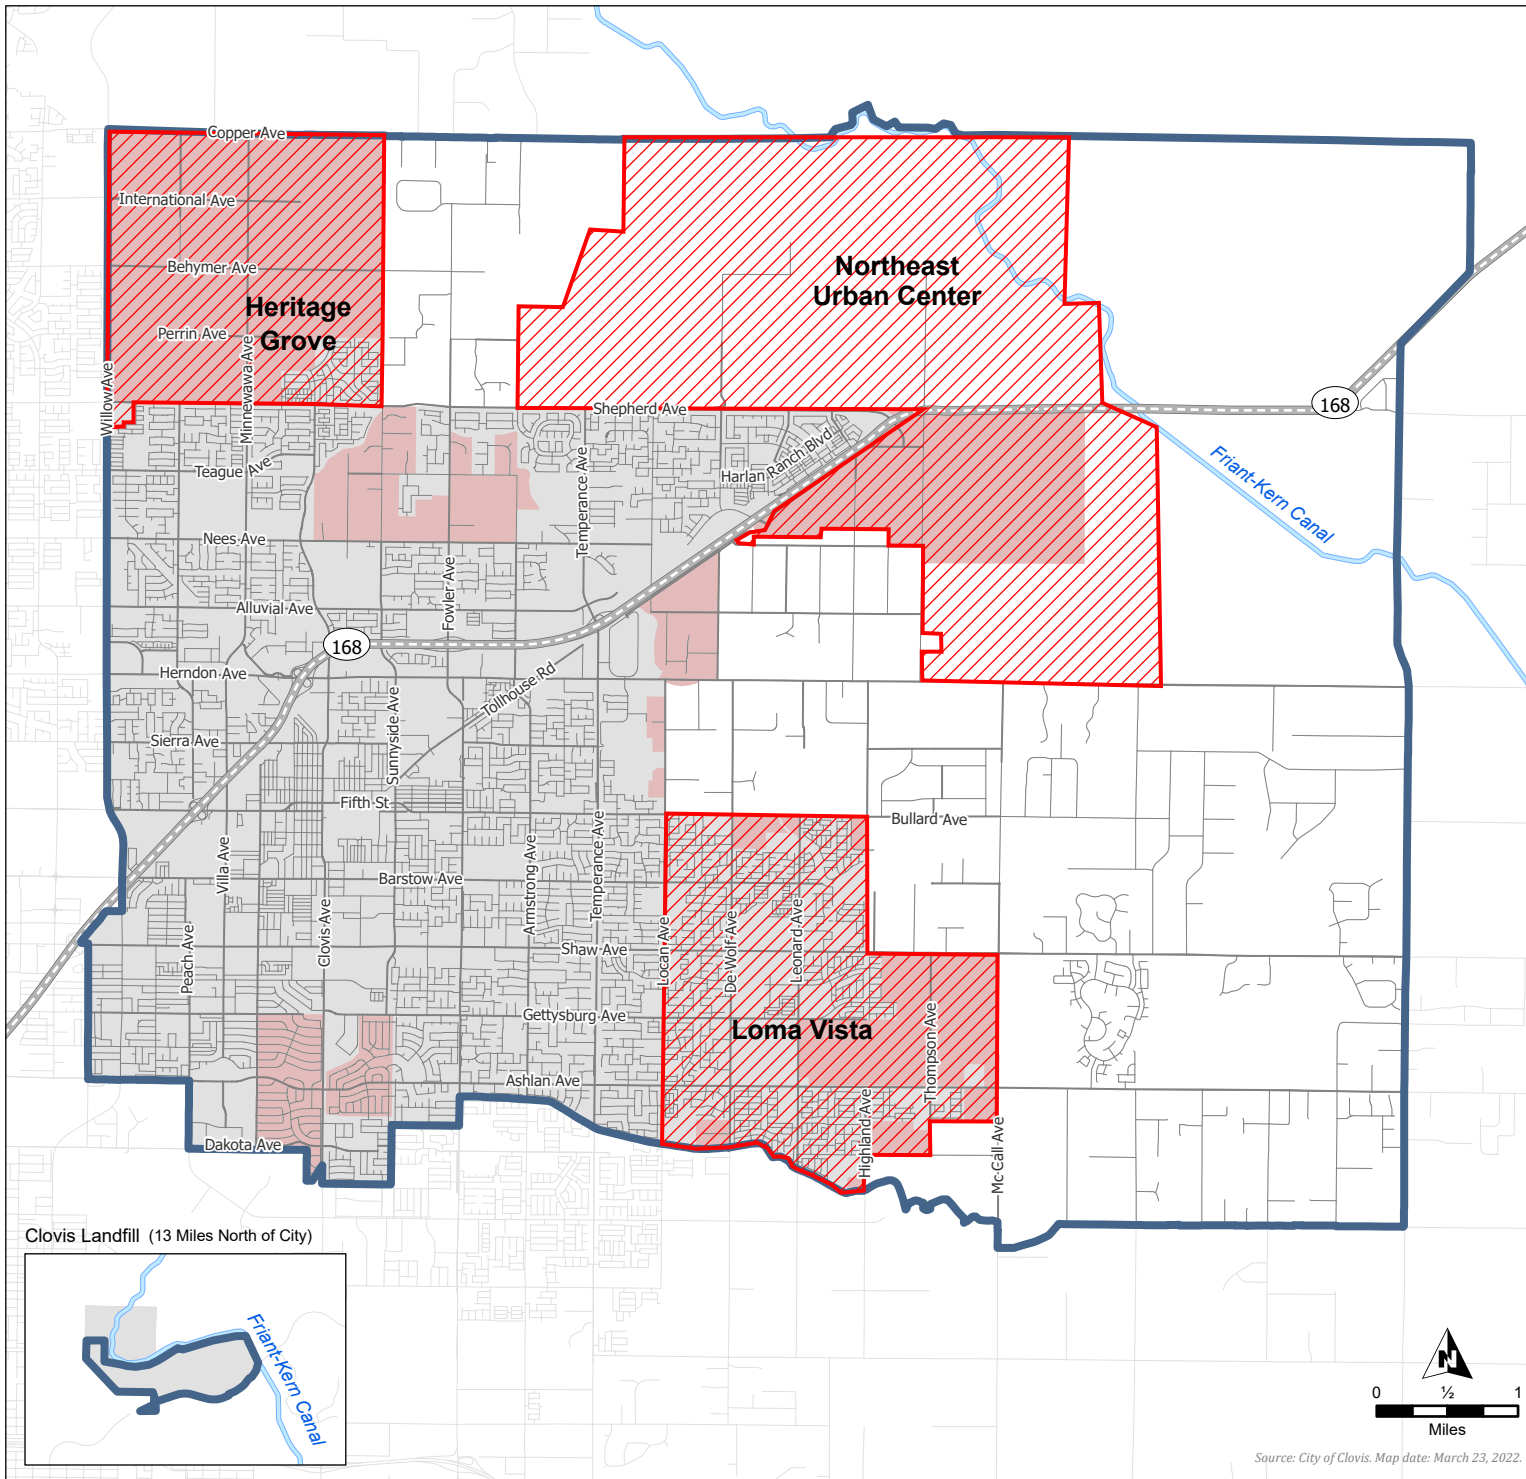 Copper Ave
International Ave
Behymer Ave
Northeast
Urban Center
Heritage
Grove
Perrin Ave
Minnewawa Ave
Willow Ave
168
Shepherd Ave
Teague Ave
Harlan Ranch Blvd
Temperance Ave
Friant-Kern Canal
Nees Ave
Fowler Ave
Alluvial Ave
168
Herndon Ave
Tollhouse Rd
Sunnyside Ave
Sierra Ave
Fifth St
Bullard Ave
Villa Ave
Armstrong Ave
Temperance Ave
Barstow Ave
Clovis Ave
Peach Ave
Shaw Ave
Locan Ave
De Wolf Ave
Leonard Ave
Gettysburg Ave
Loma Vista
Thompson Ave
Ashlan Ave
Highland Ave
Mc Call Ave
Dakota Ave
Clovis Landfill (13 Miles North of City)
Friant-Kern Canal
N
0 ½ 1
Miles
Source: City of Clovis. Map date: March 23, 2022.